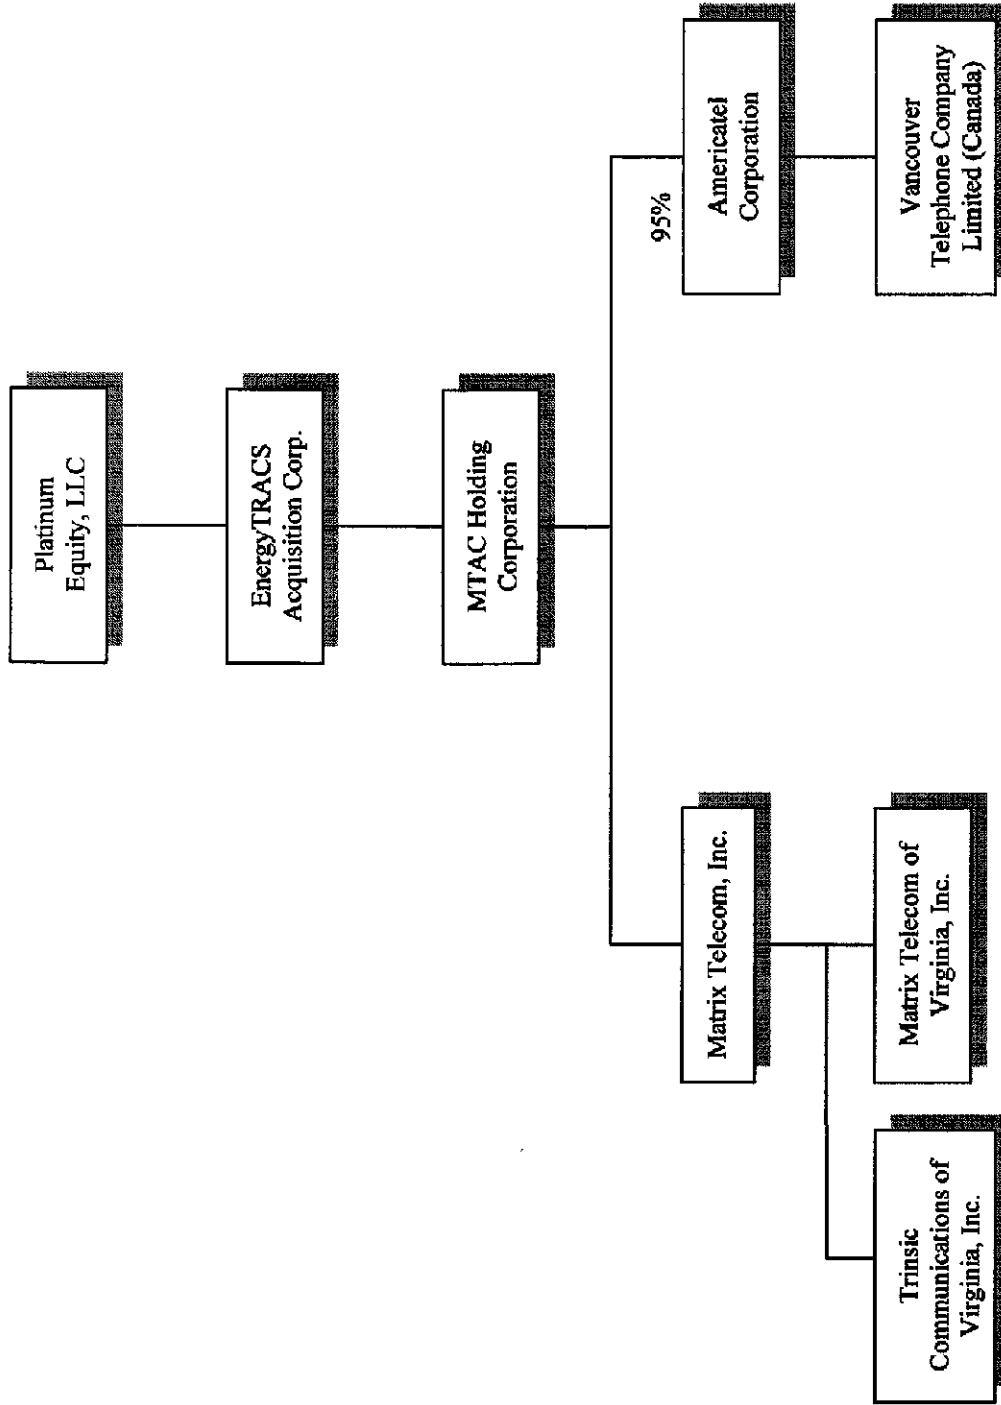 Platinum
Equity, LLC
EnergyTRACS
Acquisition Corp.
MTAC Holding
Corporation
95%
Matrix Telecom, Inc.
Americatel
Corporation
Trinsic
Communications of
Virginia, Inc.
Matrix Telecom of
Virginia, Inc.
Vancouver
Telephone Company
Limited (Canada)